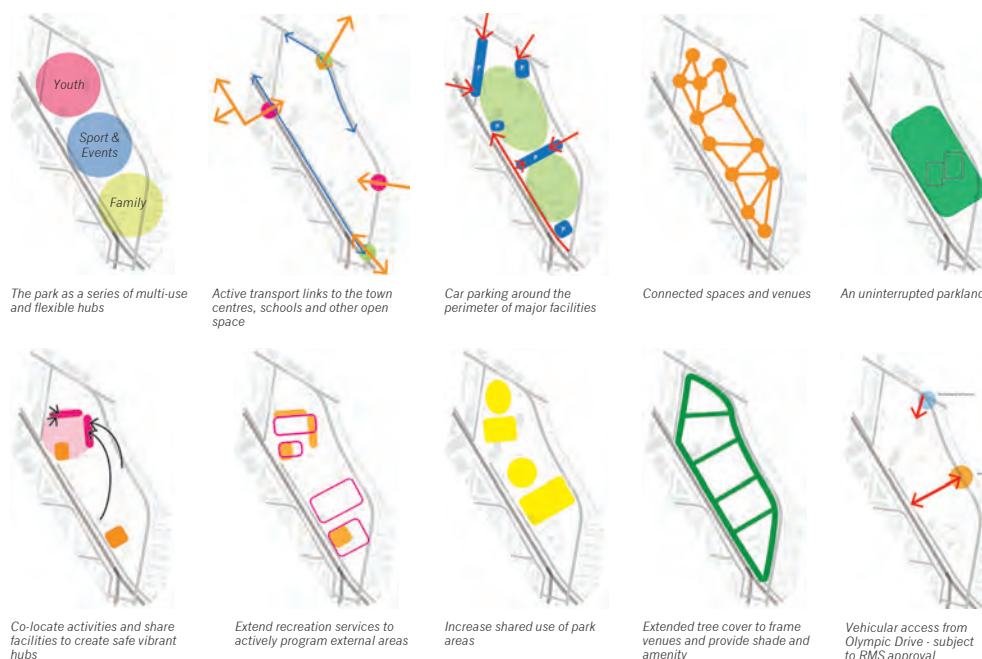 Youth
Sport &
Events
Family
P
P
P
P
P
The park as a series of multi-use
and flexible hubs
Active transport links to the town
centres, schools and other open
space
Car parking around the
perimeter of major facilities
Connected spaces and venues
An uninterrupted parkland
Co-locate activities and share
facilities to create safe vibrant
hubs
Extend recreation services to
actively program external areas
Increase shared use of park
areas
Extended tree cover to frame
venues and provide shade and
amenity
Vehicular access from
Olympic Drive - subject
to RMS approval